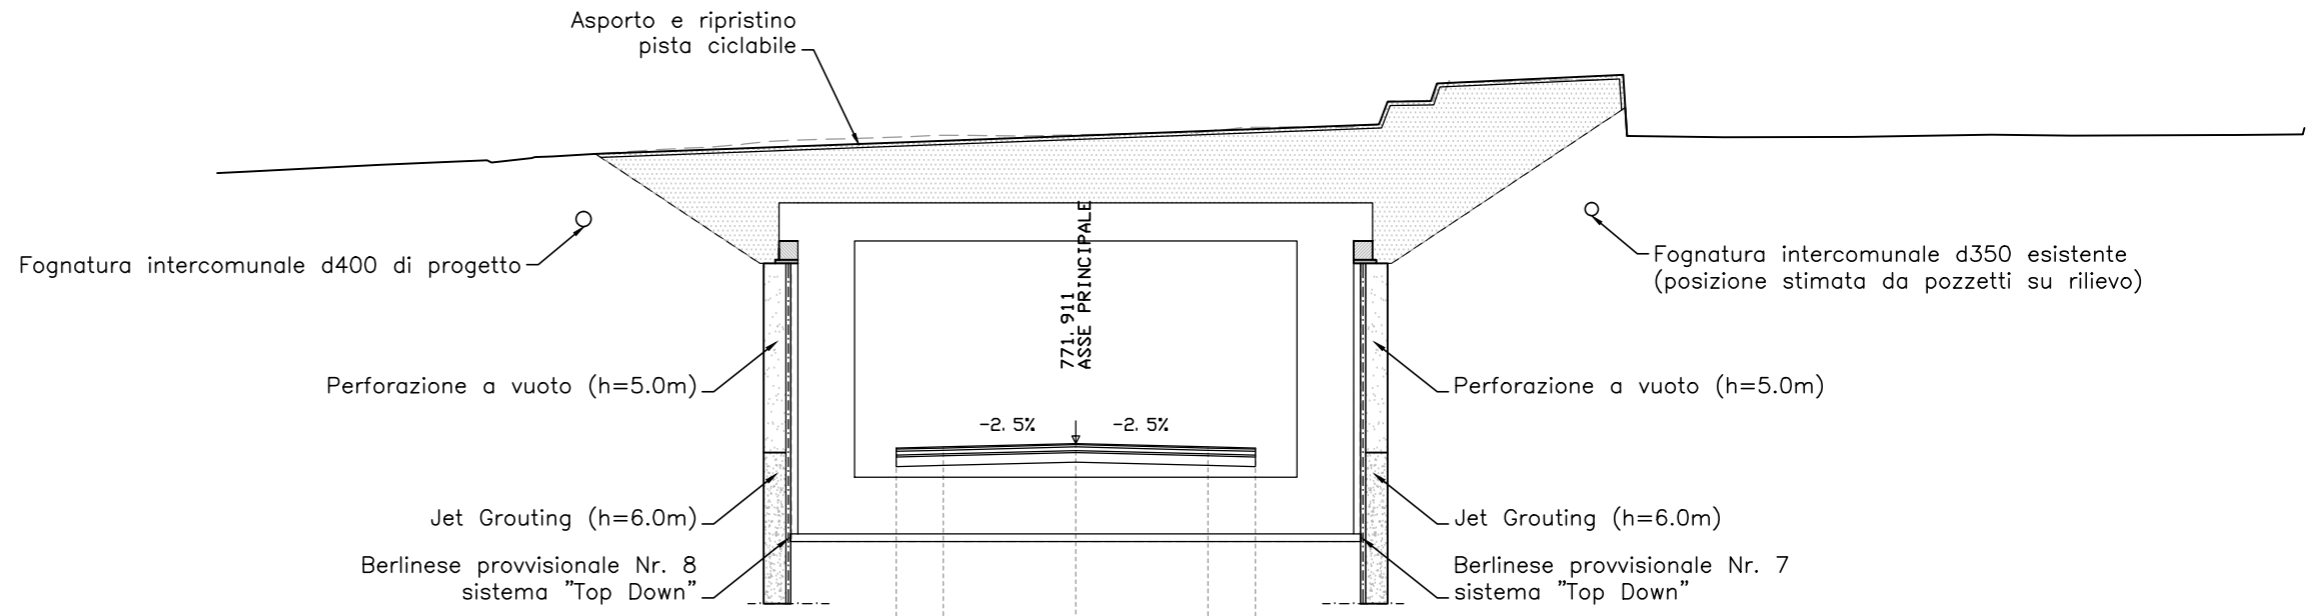 Asporto e ripristino
pista ciclabile
Fognatura intercomunale d400 di progetto
Fognatura intercomunale d350 esistente
(posizione stimata da pozzetti su rilievo)
771.911
ASSE PRINCIPALE
Perforazione a vuoto (h=5.0m)
Perforazione a vuoto (h=5.0m)
-2.5%
-2.5%
Jet Grouting (h=6.0m)
Jet Grouting (h=6.0m)
Berlinese provvisionale Nr. 8
sistema "Top Down"
Berlinese provvisionale Nr. 7
sistema "Top Down"